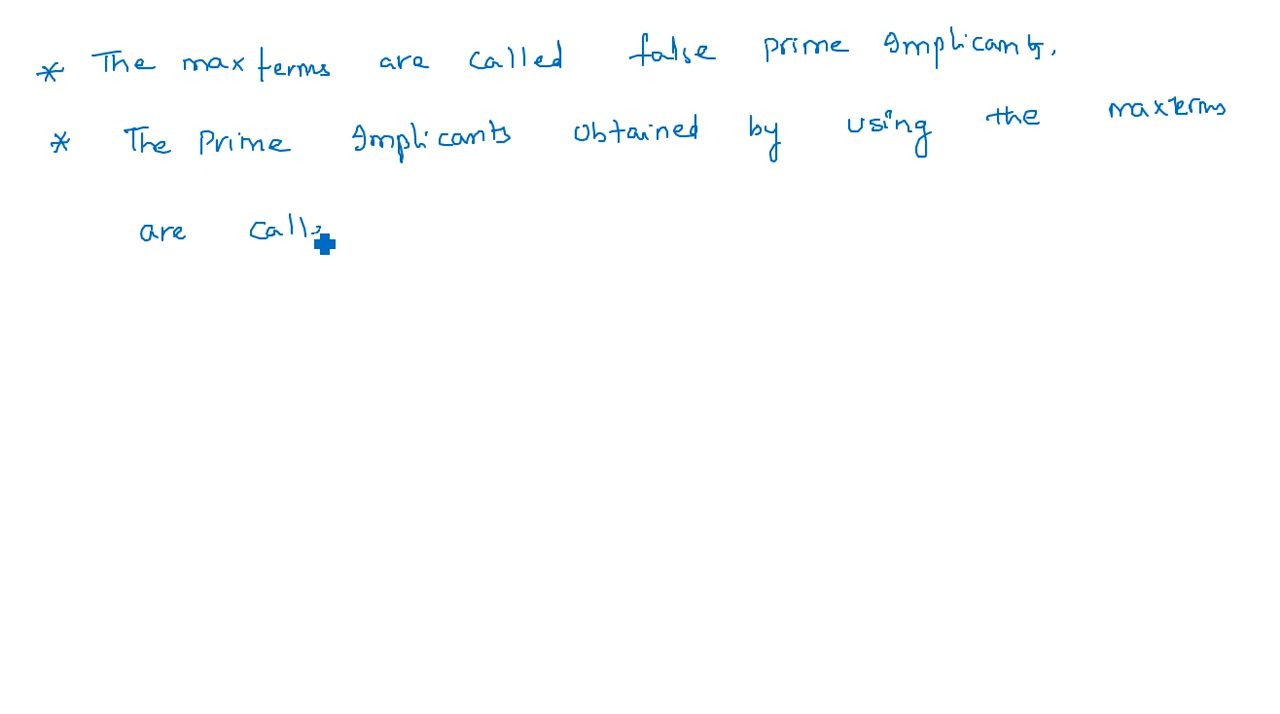 * The maxterms are called false prime Implicants.
* The Prime Implicants obtained by using the maxterms
are call